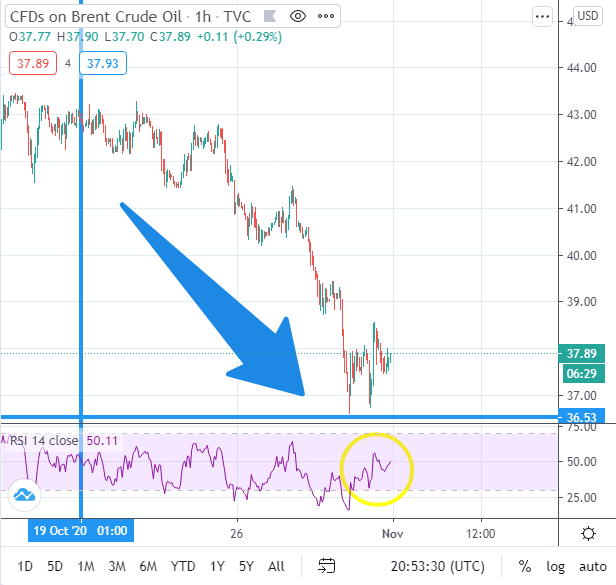 CFDs on Brent Crude Oil · 1h · TVC
O37.77 H37.90 L37.70 C37.89 +0.11 (+0.29%)
37.89 4 37.93
USD
44.00
43.00
42.00
41.00
40.00
39.00
37.89
06:29
37.00
36.53
75.00
RSI 14 close 50.11
50.00
25.00
19 Oct '20 01:00
26
Nov
12:00
1D 5D 1M 3M 6M YTD 1Y 5Y All 20:53:30 (UTC) % log auto